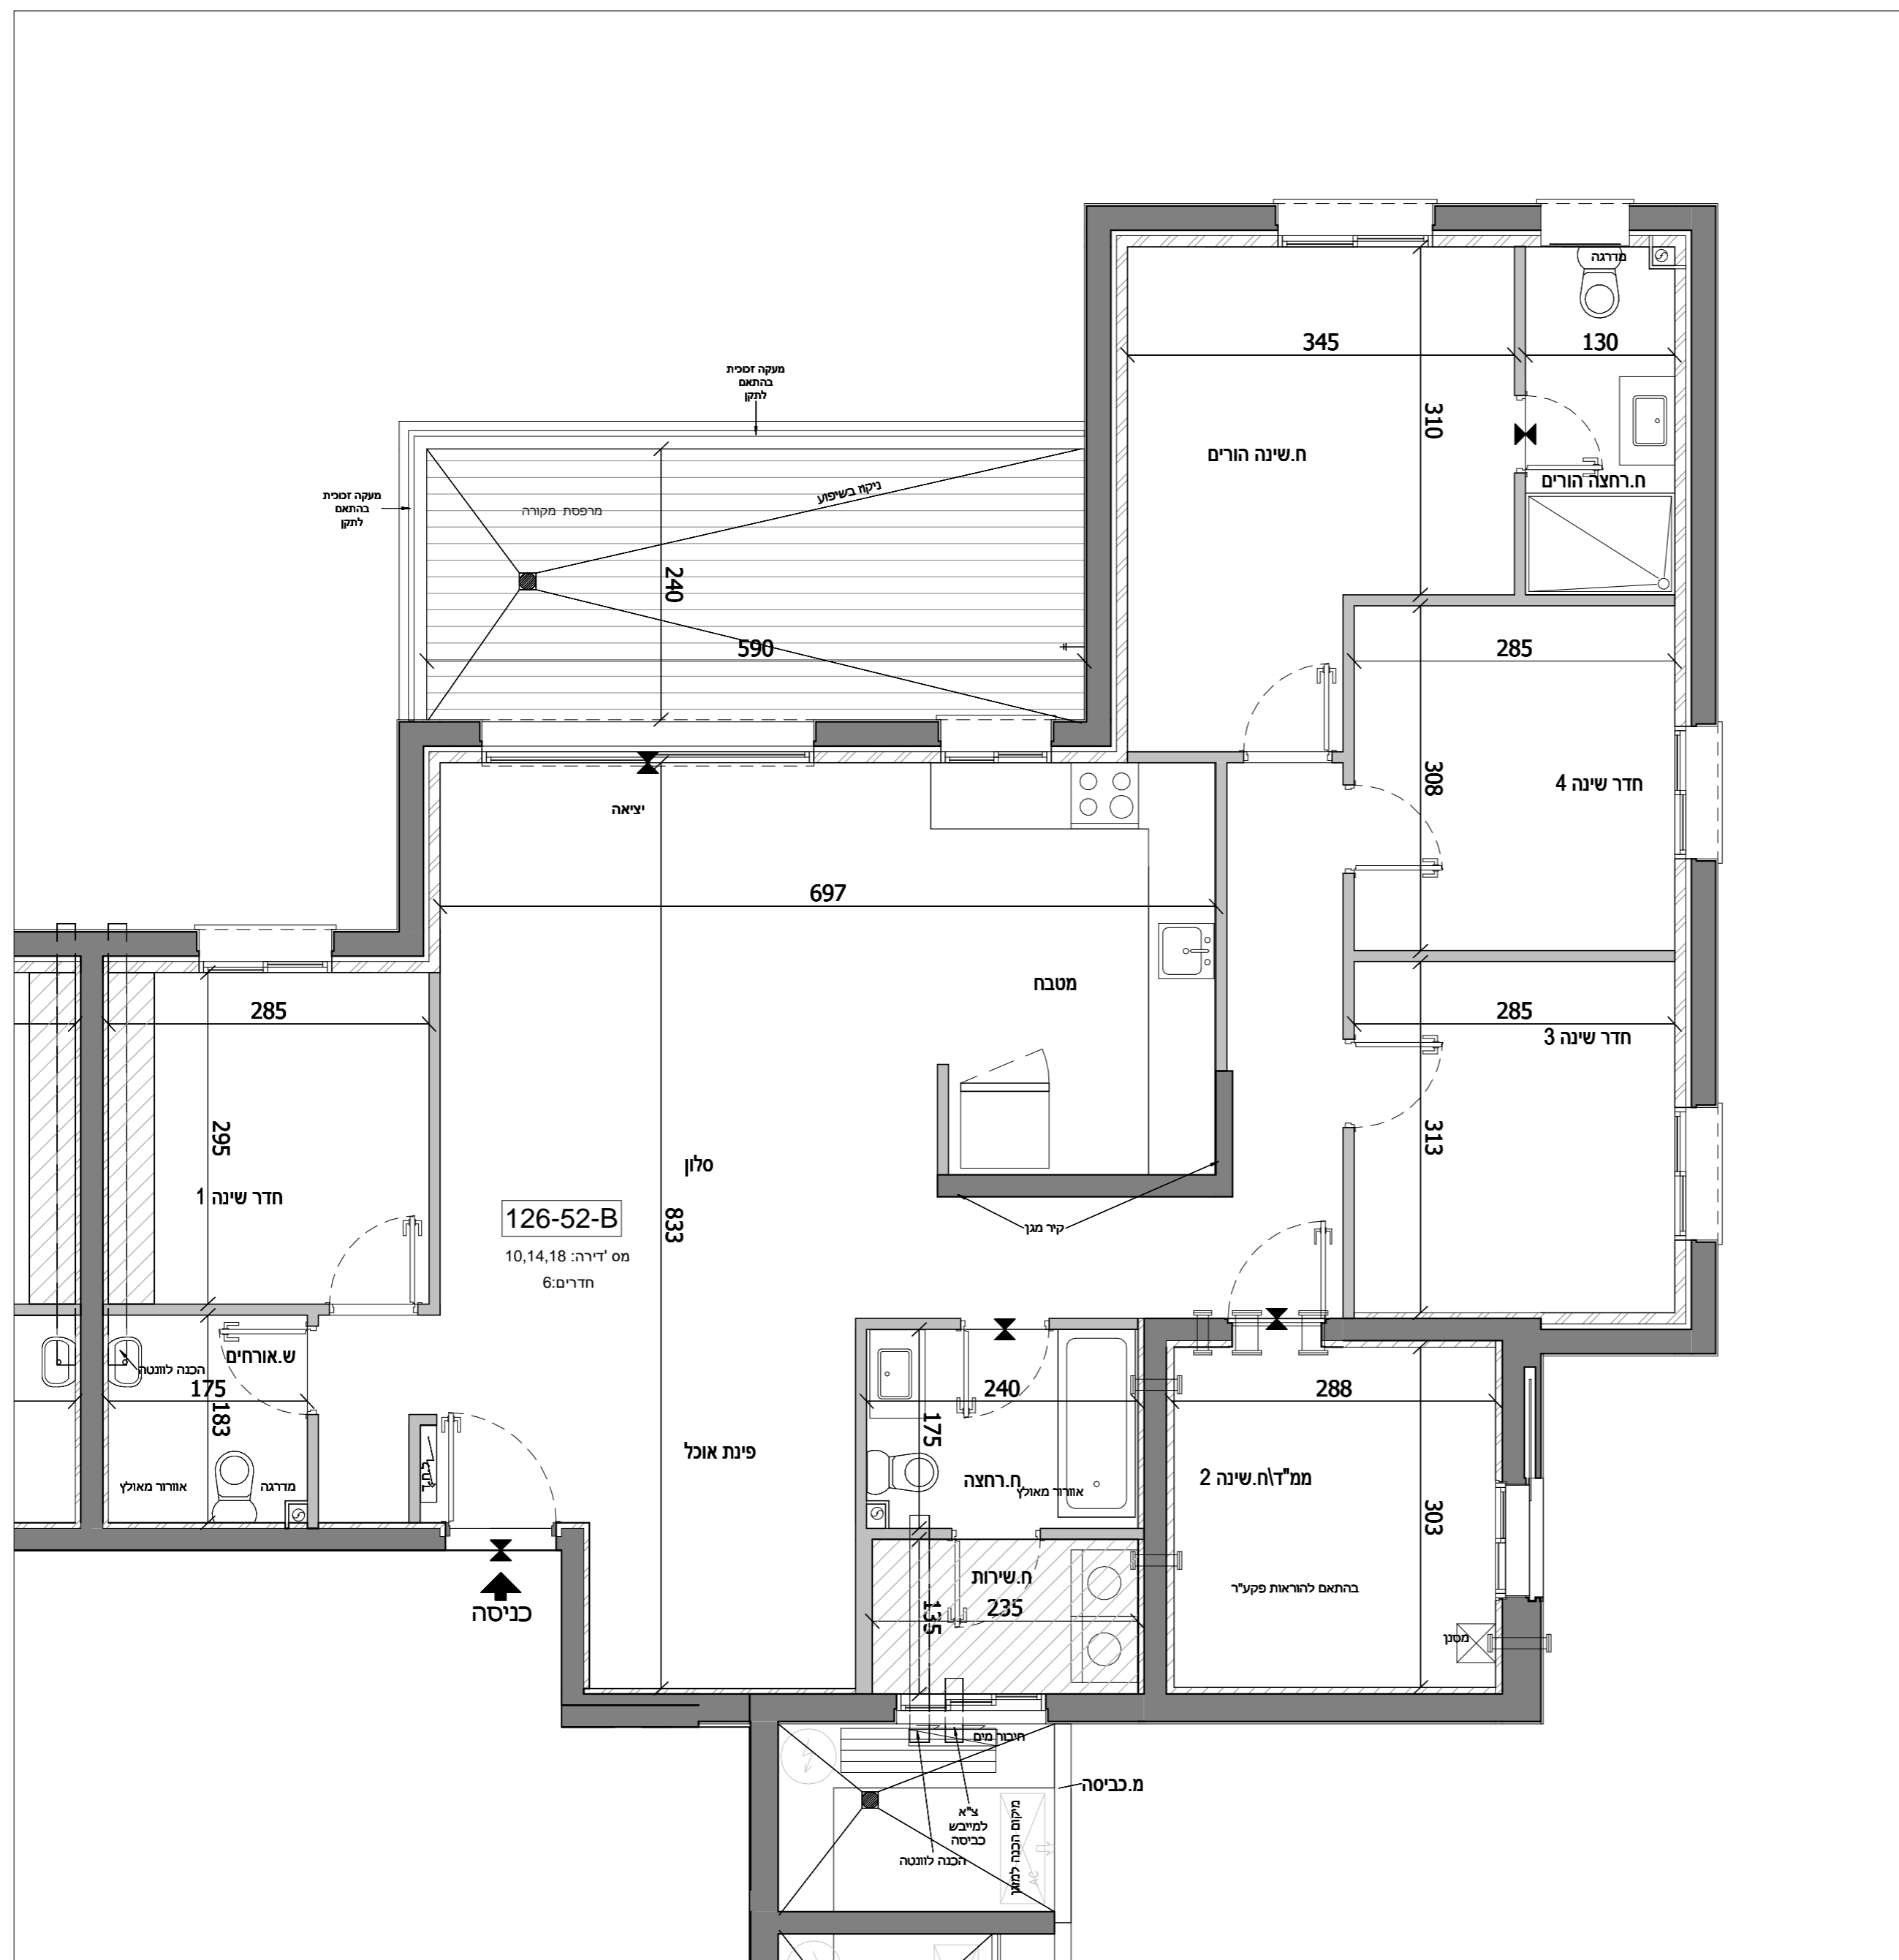 מדרגה
345
130
מעקה זכוכית
בהתאם
לתקן
310
ח.שינה הורים
ח.רחצה הורים
מעקה זכוכית
בהתאם
לתקן
ניקוז בשיפוע
מרפסת מקורה
240
590
285
308
חדר שינה 4
יציאה
697
מטבח
285
285
חדר שינה 3
295
313
סלון
חדר שינה 1
126-52-B
833
מס 'דירה: 10,14,18
חדרים:6
קיר מגן
ש.אורחים
הכנה לוונטה
175
183
240
288
175
פינת אוכל
ח.רחצה
אוורור מאולץ
ממ"ד\ח.שינה 2
מדרגה
אוורור מאולץ
303
ח.שירות
235
135
בהתאם להוראות פקע"ר
כניסה
מסנן
חיבור מים
מ.כביסה
צ"א
למייבש
כביסה
הכנה לוונטה
מיקום הכנה למזגן
AC